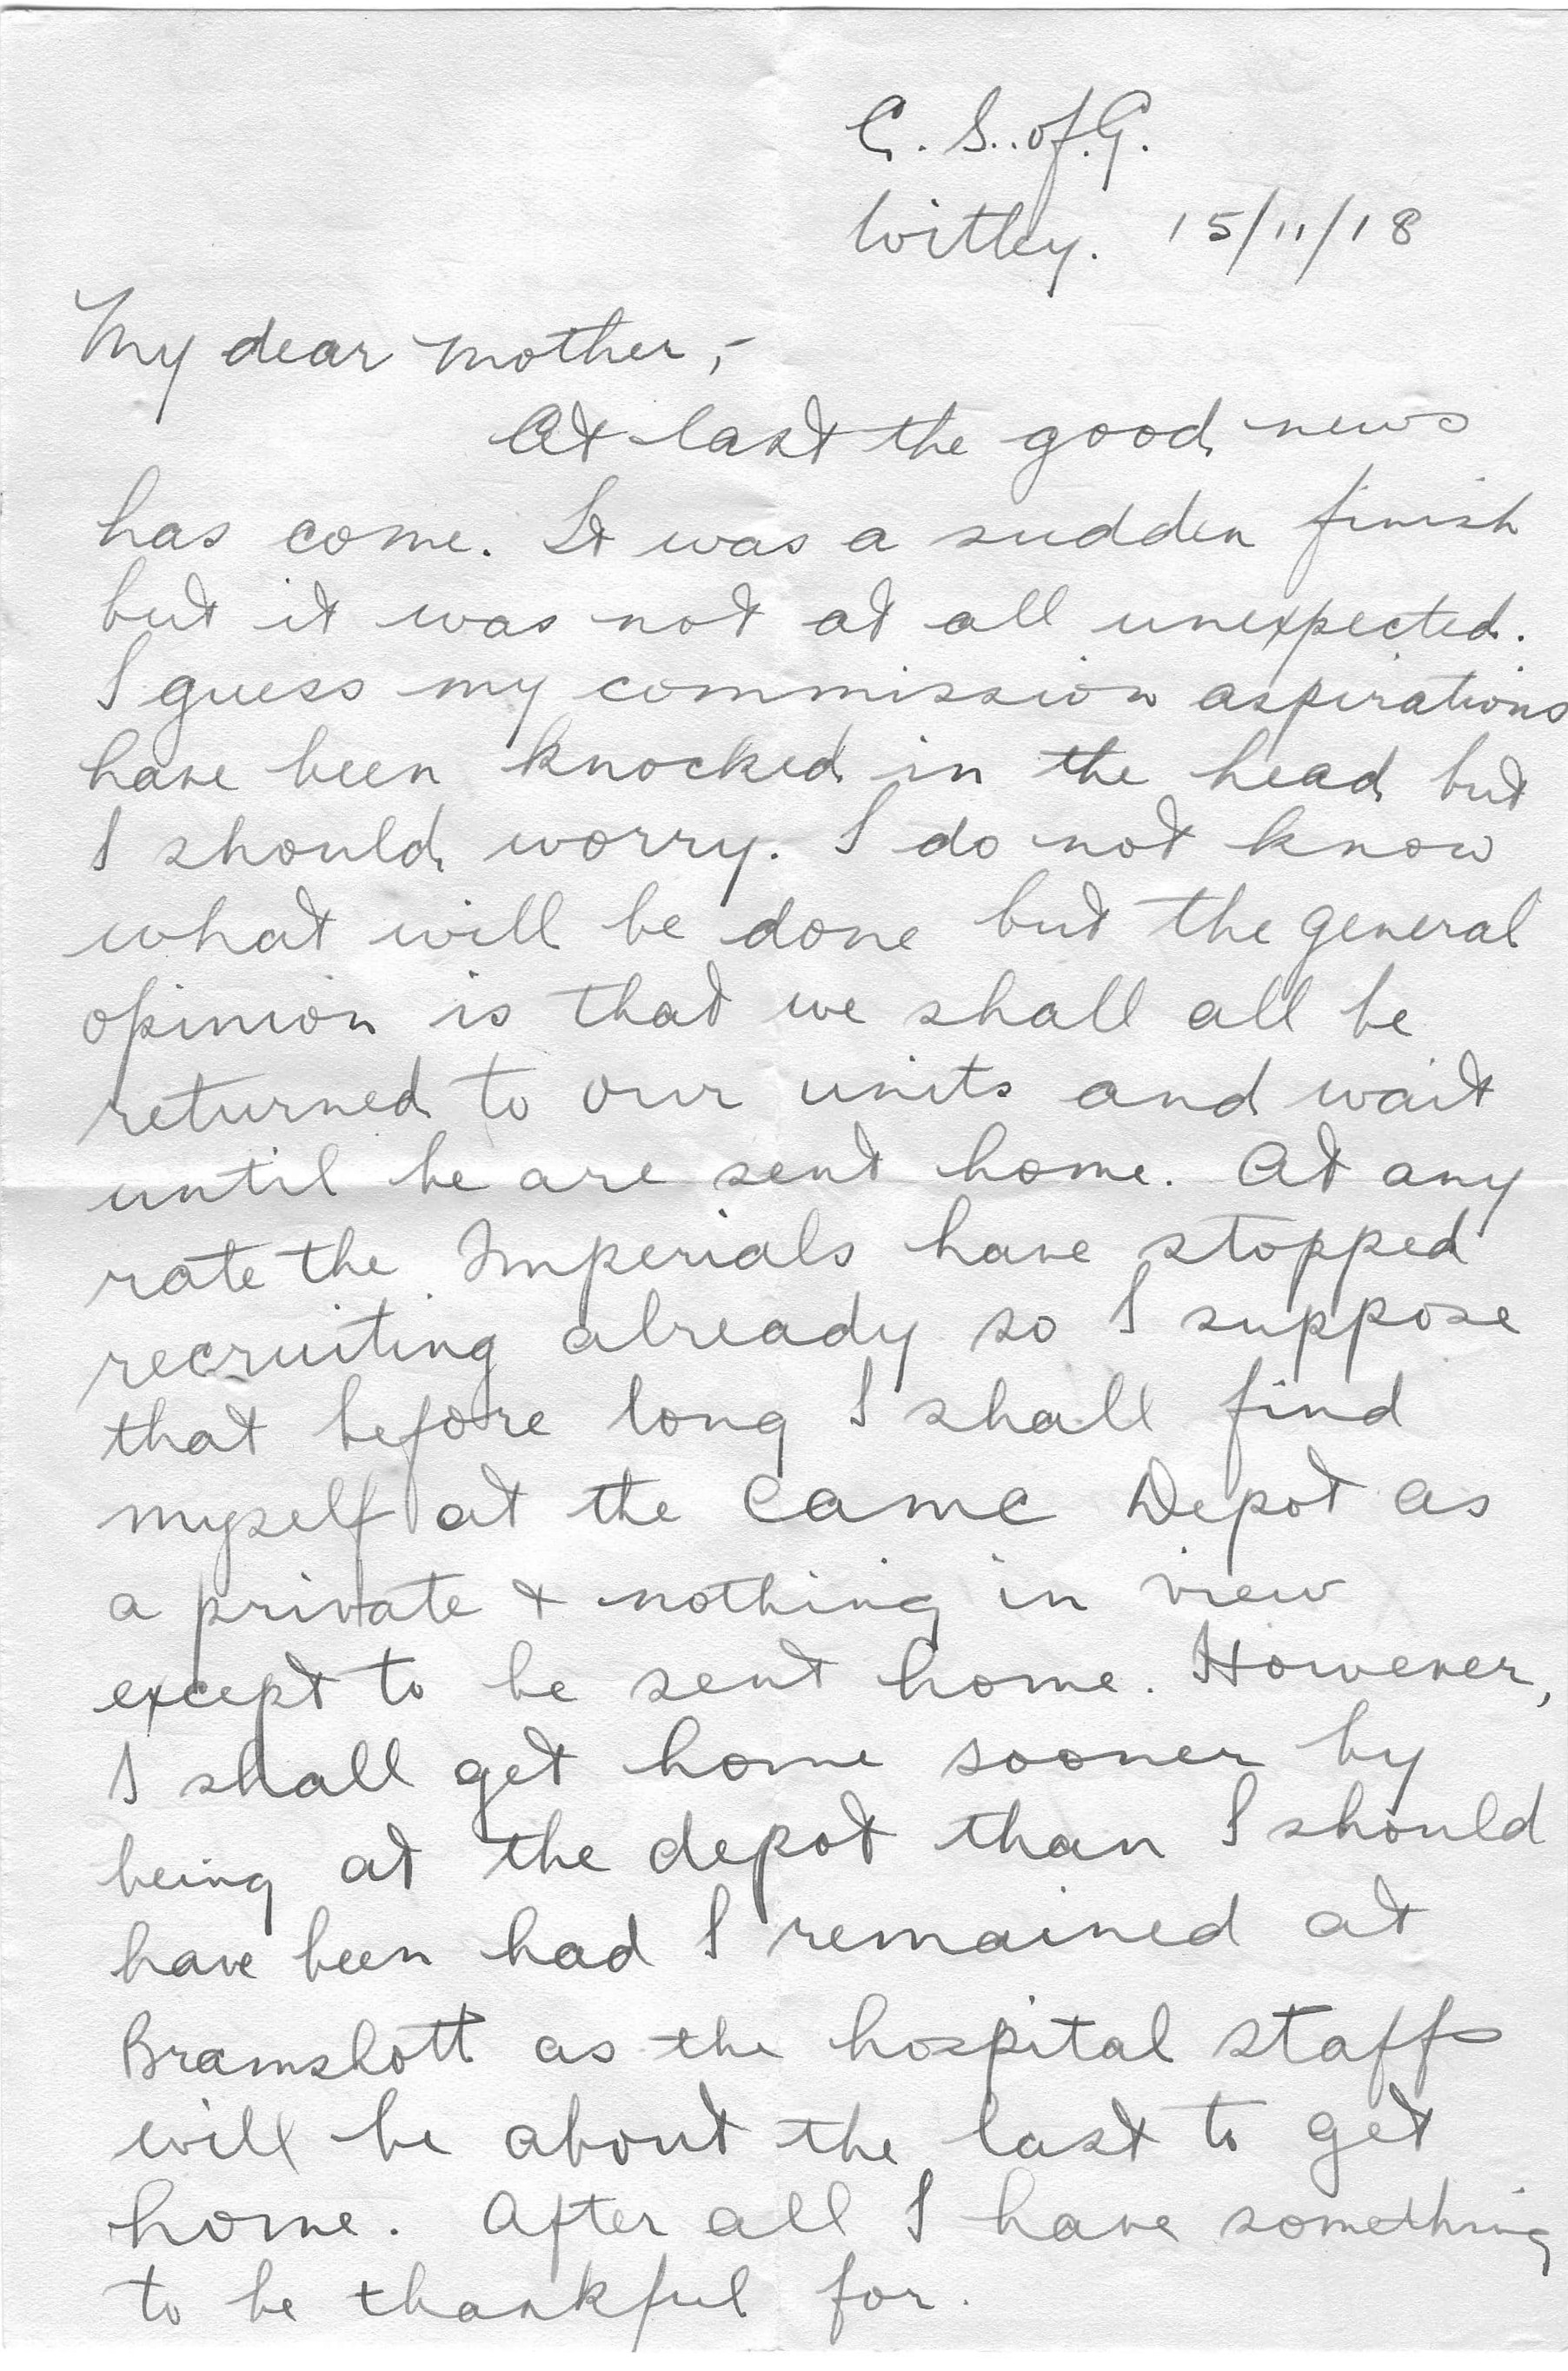 C. S. of. G.
Witley. 15/11/18
My dear mother,-
At last the good news
has come. It was a sudden finish
but it was not at all unexpected.
I guess my commission aspirations
have been knocked in the head but
I should worry. I do not know
what will be done but the general
opinion is that we shall all be
returned to our units and wait
until he are sent home. At any
rate the Imperials have stopped
recruiting already so I suppose
that before long I shall find
myself at the CAMC Depot as
a private & nothing in view
except to be sent home. However,
I shall get home sooner by
being at the depot than I should
have been had I remained at
Bramshott as the hospital staffs
will be about the last to get
home. After all I have something
to be thankful for.